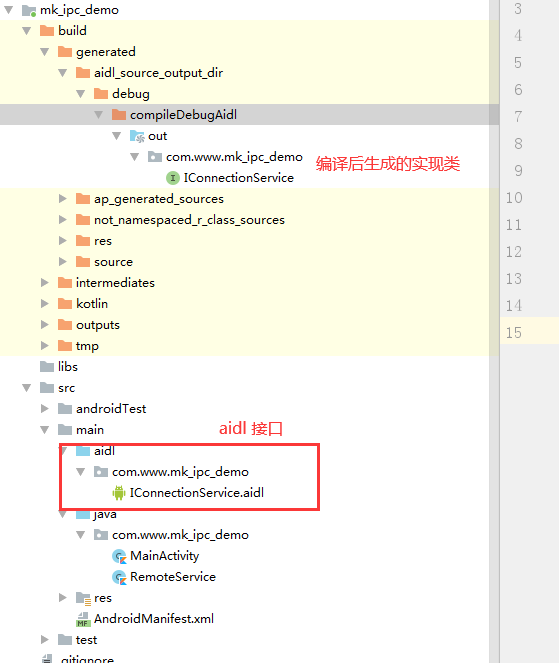 mk_ipc_demo
build
generated
aidl_source_output_dir
debug
compileDebugAidl
out
com.www.mk_ipc_demo
编译后生成的实现类
I IConnectionService
ap_generated_sources
not_namespaced_r_class_sources
res
source
intermediates
kotlin
outputs
tmp
libs
src
androidTest
main
aidl 接口
aidl
com.www.mk_ipc_demo
IConnectionService.aidl
java
com.www.mk_ipc_demo
MainActivity
RemoteService
res
MF AndroidManifest.xml
test
.gitignore
3
4
5
6
7
8
9
10
11
12
13
14
15